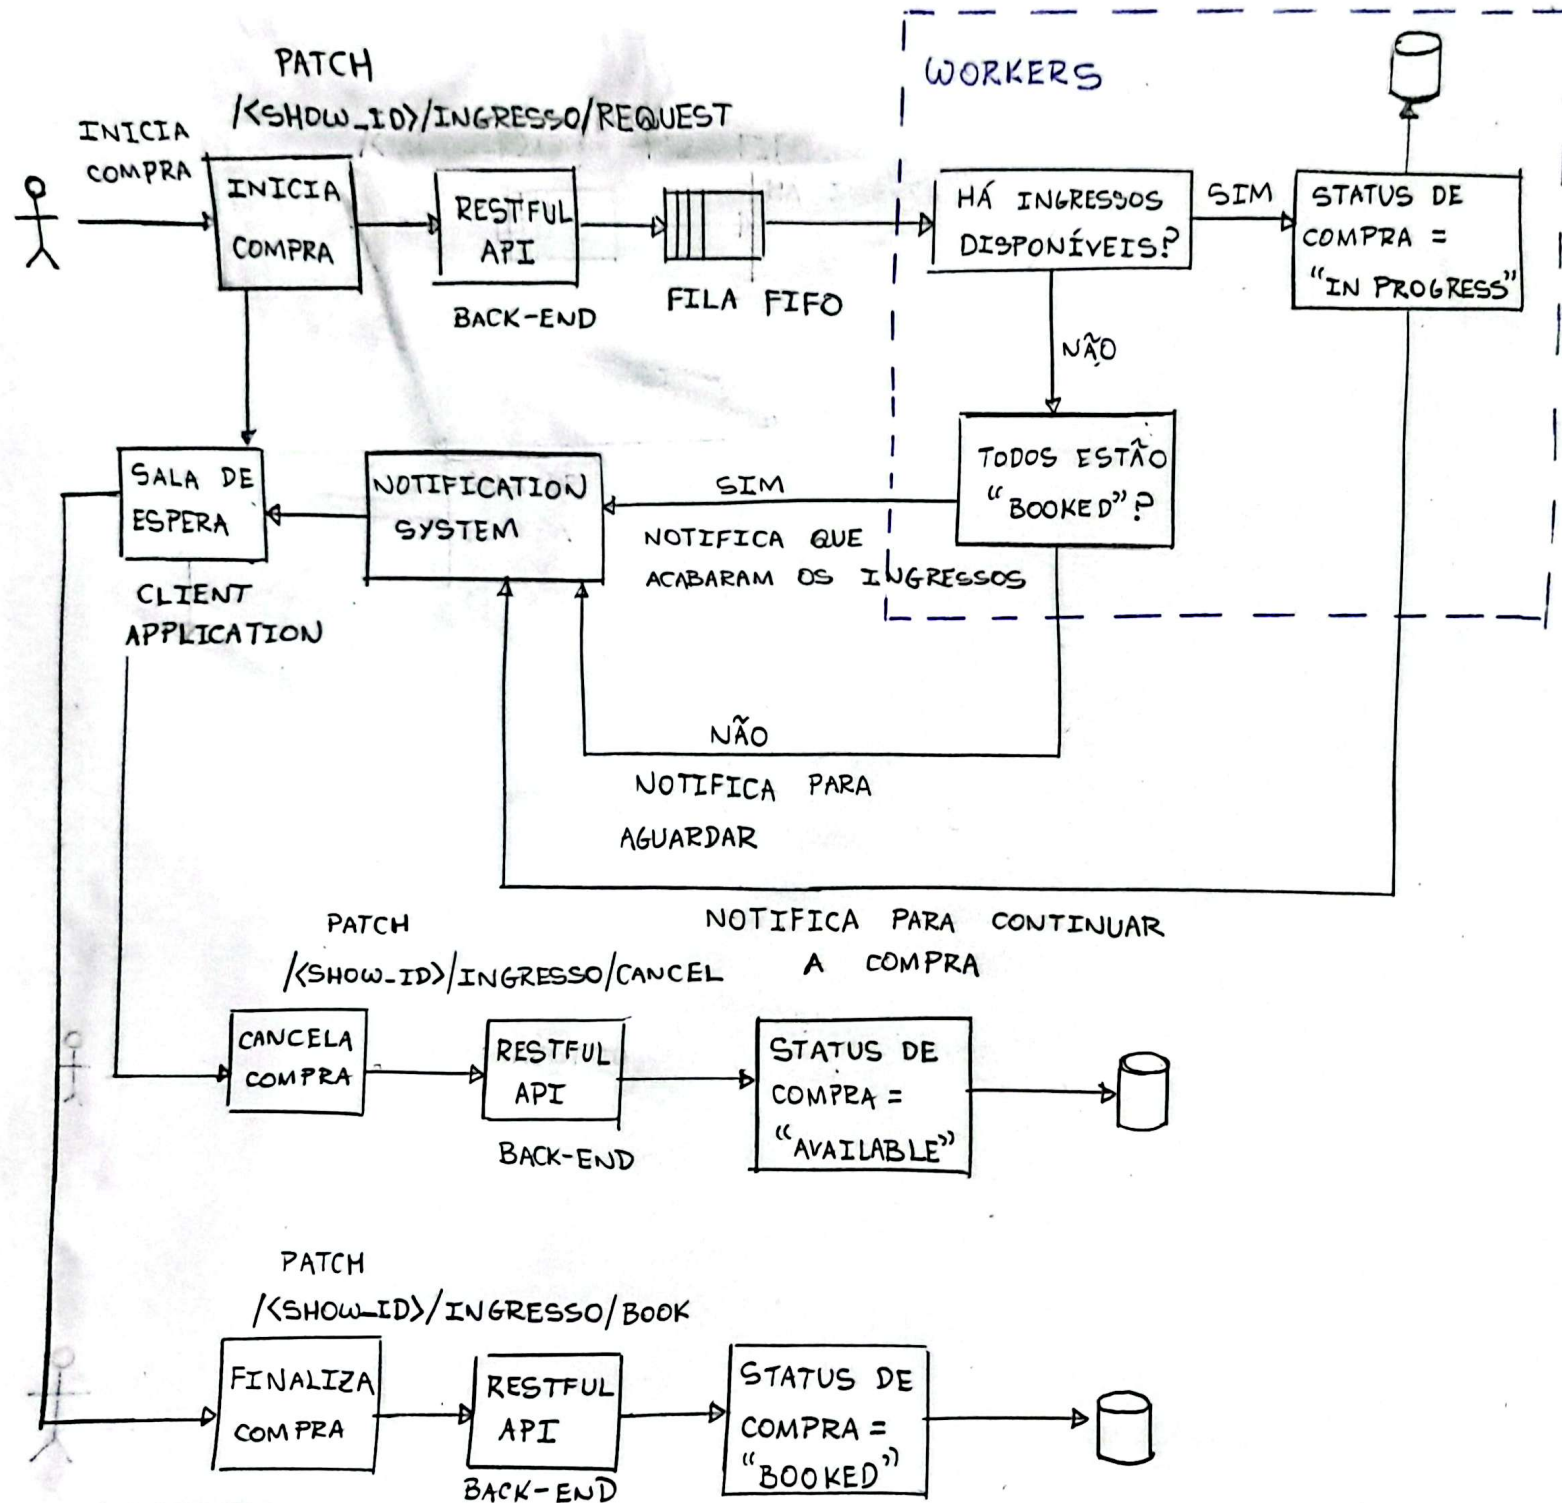 PATCH
/<SHOW_ID>/INGRESSO/REQUEST
WORKERS
INICIA
COMPRA
INICIA
COMPRA
RESTFUL
API
BACK-END
FILA FIFO
HÁ INGRESSOS
DISPONÍVEIS?
SIM
STATUS DE
COMPRA =
"IN PROGRESS"
NÃO
SALA DE
ESPERA
CLIENT
APPLICATION
NOTIFICATION
SYSTEM
SIM
NOTIFICA QUE
ACABARAM OS INGRESSOS
TODOS ESTÃO
"BOOKED"?
NÃO
NOTIFICA PARA
AGUARDAR
NOTIFICA PARA CONTINUAR
A COMPRA
PATCH
/<SHOW_ID>/INGRESSO/CANCEL
CANCELA
COMPRA
RESTFUL
API
BACK-END
STATUS DE
COMPRA =
"AVAILABLE"
PATCH
/<SHOW_ID>/INGRESSO/BOOK
FINALIZA
COMPRA
RESTFUL
API
BACK-END
STATUS DE
COMPRA =
"BOOKED"